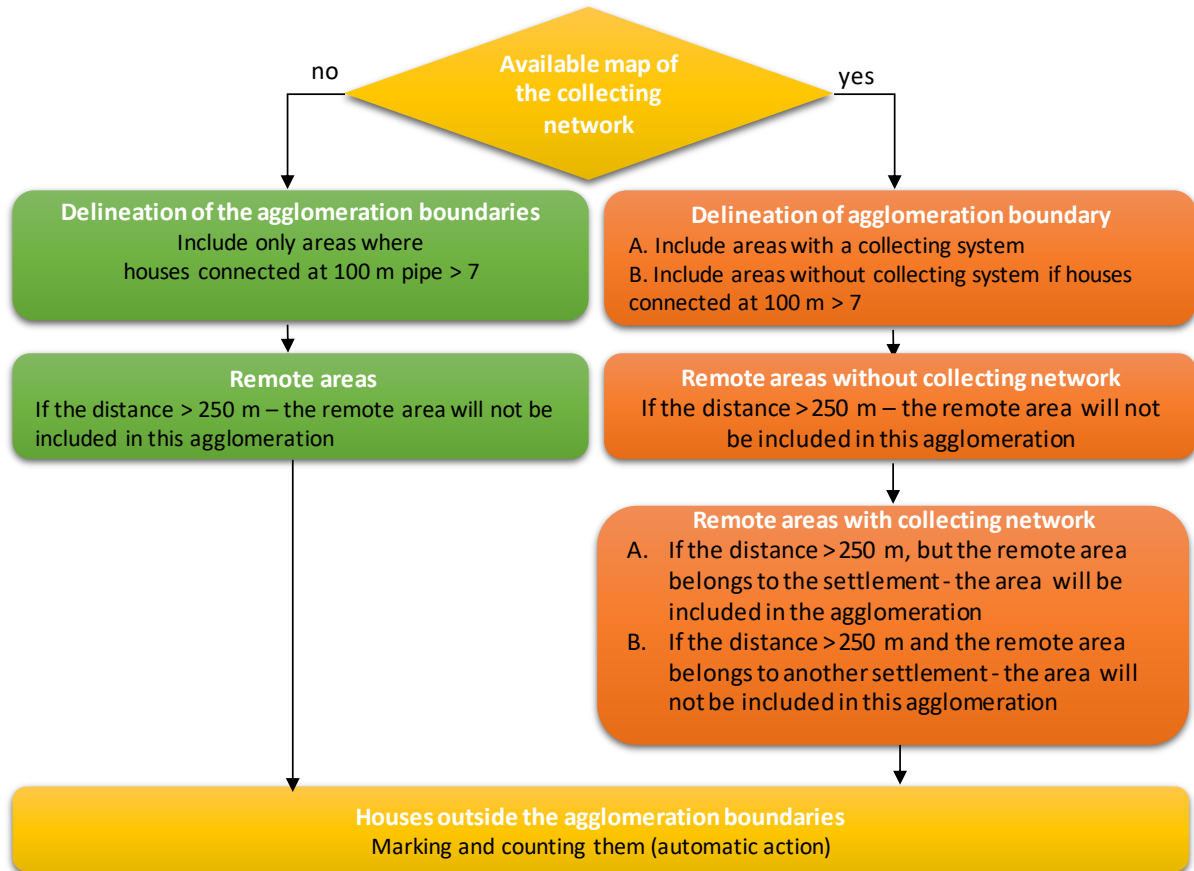 Available map of
the collecting
network
no
yes
Delineation of the agglomeration boundaries
Include only areas where
houses connected at 100 m pipe > 7
Delineation of agglomeration boundary
A. Include areas with a collecting system
B. Include areas without collecting system if houses
connected at 100 m > 7
Remote areas
If the distance > 250 m – the remote area will not be
included in this agglomeration
Remote areas without collecting network
If the distance > 250 m – the remote area will not
be included in this agglomeration
Remote areas with collecting network
A. If the distance > 250 m, but the remote area
belongs to the settlement - the area will be
included in the agglomeration
B. If the distance > 250 m and the remote area
belongs to another settlement - the area will
not be included in this agglomeration
Houses outside the agglomeration boundaries
Marking and counting them (automatic action)